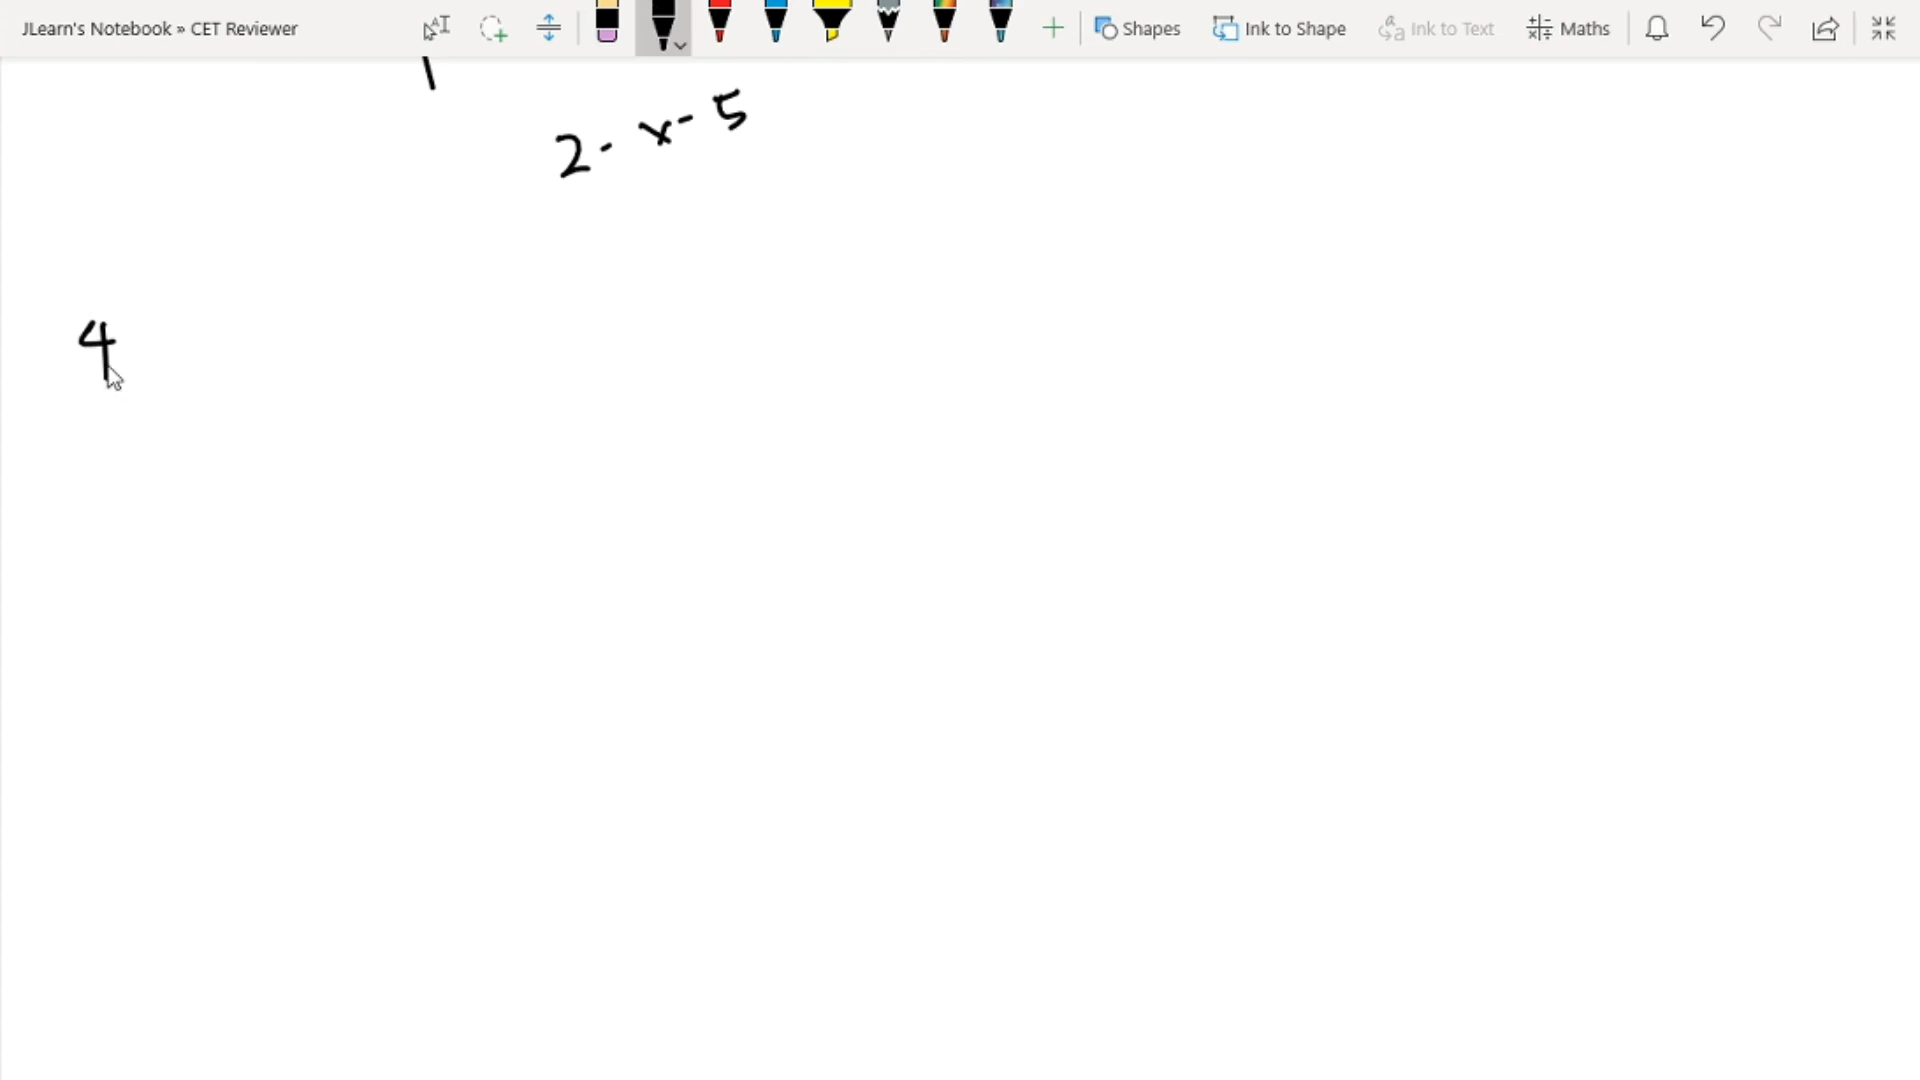 JLearn's Notebook » CET Reviewer Shapes Ink to Shape Ink to Text Maths
2 - x - 5
4